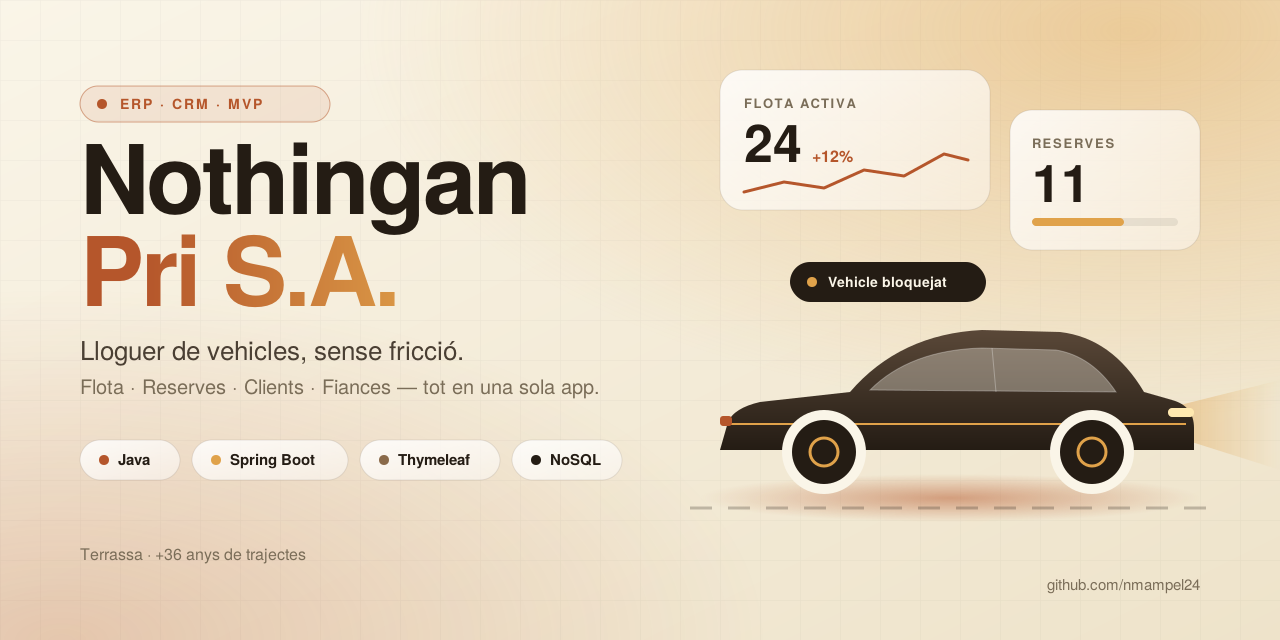 ERP · CRM · MVP
Nothingan
Pri S.A.
Lloguer de vehicles, sense fricció.
Flota · Reserves · Clients · Fiances — tot en una sola app.
Java
Spring Boot
Thymeleaf
NoSQL
Terrassa · +36 anys de trajectes
FLOTA ACTIVA
24 +12%
RESERVES
11
Vehicle bloquejat
github.com/nmampel24